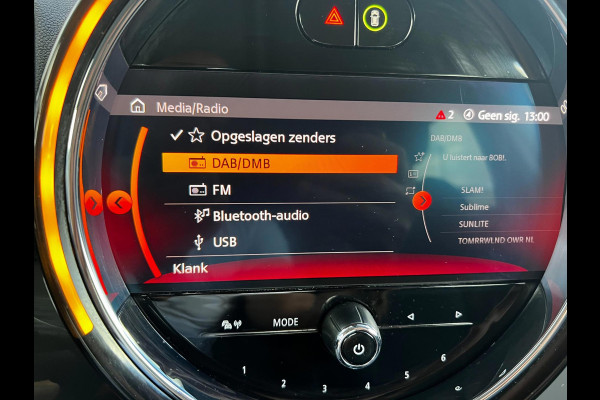 Media/Radio
2 Geen sig. 13:00
Opgeslagen zenders
DAB/DMB
FM
Bluetooth-audio
USB
Klank
DAB/DMB
U luistert naar 80B!.
SLAM!
Sublime
SUNLITE
TOMRRWLND OWR NL
MODE
1 2 3 4 5 6